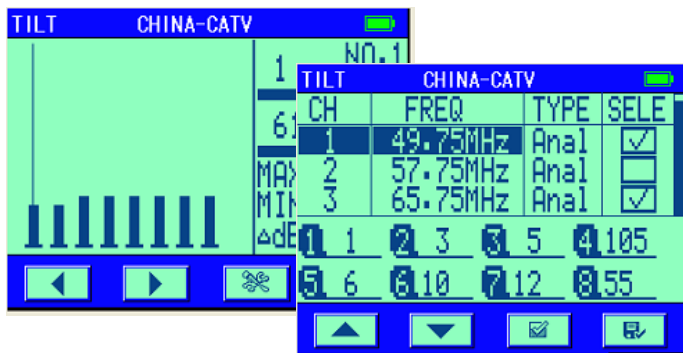 TILT CHINA-CATV
NO.1
1
MAX
MIN
△dB
TILT CHINA-CATV
CH FREQ TYPE SELE
1 49.75MHz Anal
2 57.75MHz Anal
3 65.75MHz Anal
1 1 2 3 3 5 4 105
5 6 6 10 7 12 8 55